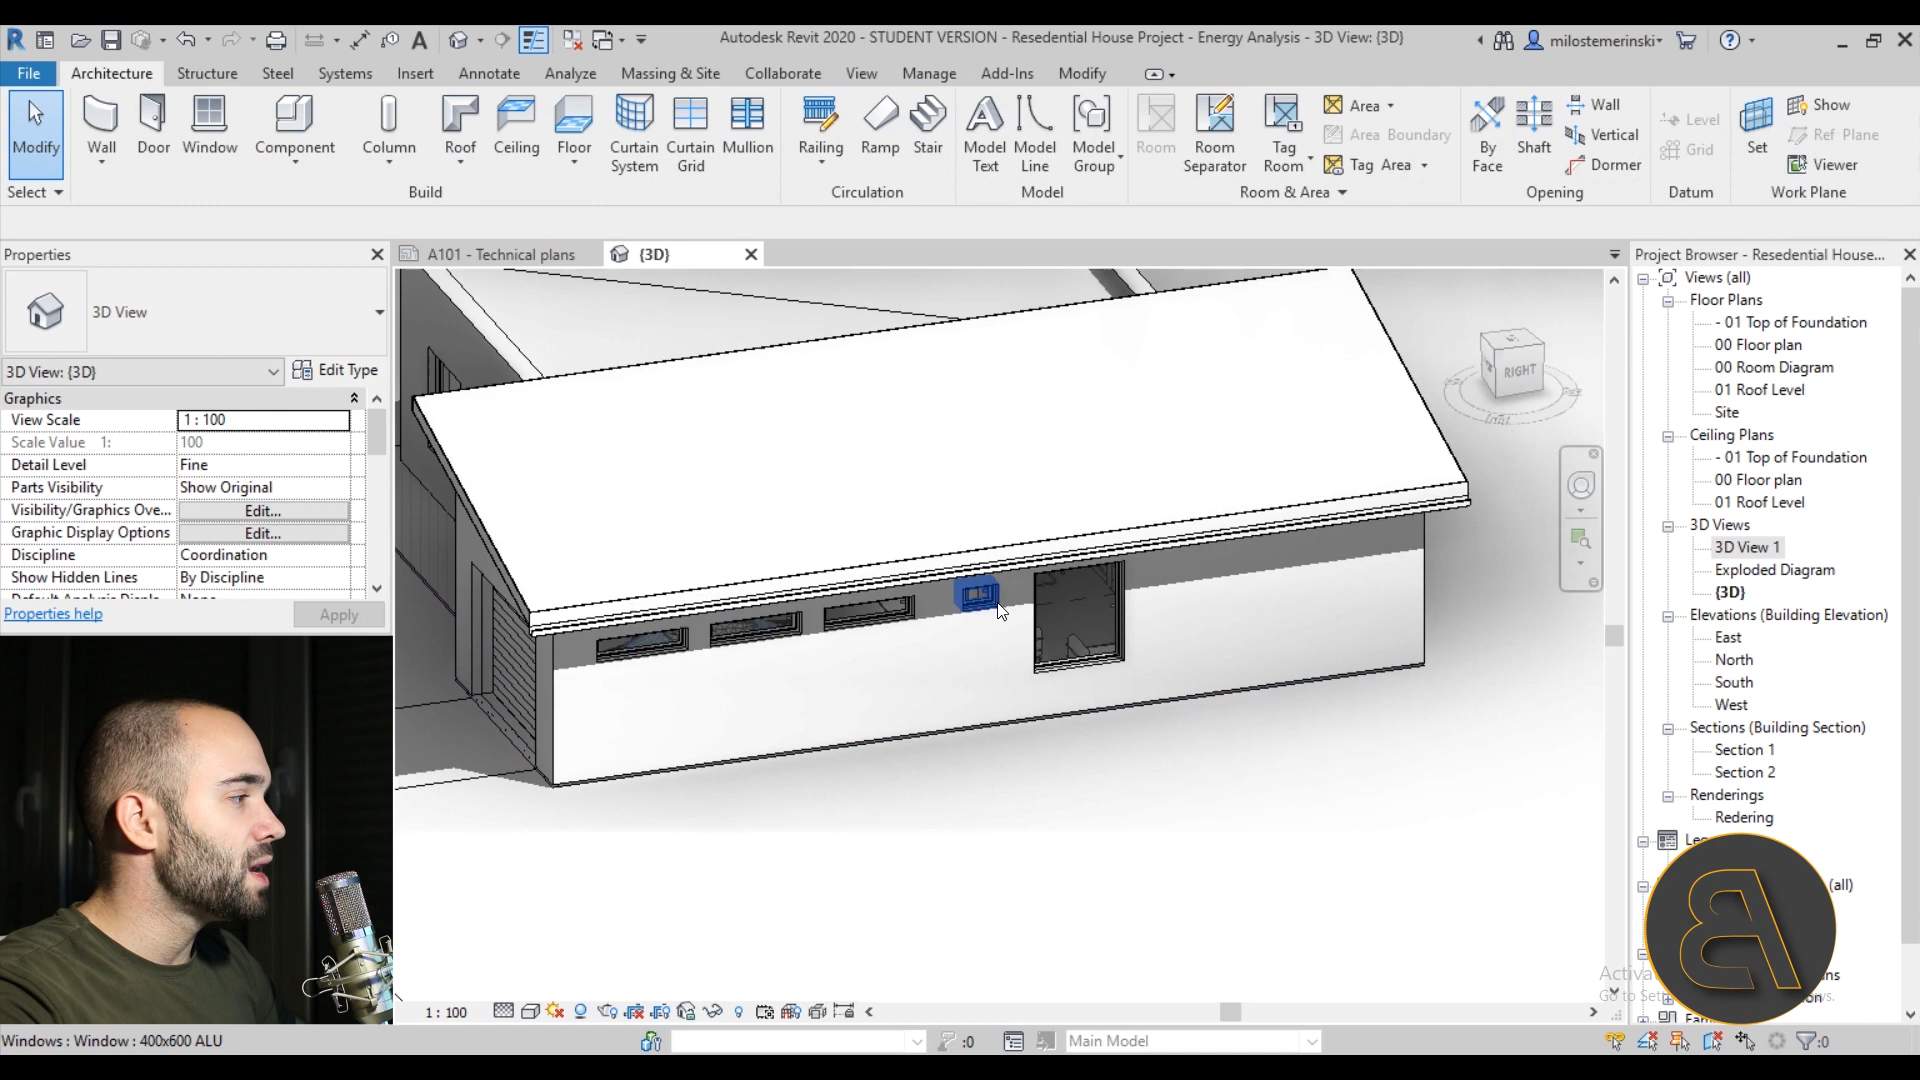 Autodesk Revit 2020 - STUDENT VERSION - Resedential House Project - Energy Analysis - 3D View: {3D}
milostemerinski
File Architecture Structure Steel Systems Insert Annotate Analyze Massing & Site Collaborate View Manage Add-Ins Modify
Modify
Wall
Door
Window
Component
Column
Roof
Ceiling
Floor
Curtain System
Curtain Grid
Mullion
Railing
Ramp
Stair
Model Text
Model Line
Model Group
Room
Room Separator
Tag Room
Area
Area Boundary
Tag Area
By Face
Shaft
Wall
Vertical
Dormer
Level
Grid
Set
Show
Ref Plane
Viewer
Select
Build
Circulation
Model
Room & Area
Opening
Datum
Work Plane
Properties
3D View
3D View: {3D}
Edit Type
Graphics
View Scale 1 : 100
Scale Value 1: 100
Detail Level Fine
Parts Visibility Show Original
Visibility/Graphics Ove... Edit...
Graphic Display Options Edit...
Discipline Coordination
Show Hidden Lines By Discipline
Properties help
Apply
A101 - Technical plans
{3D}
RIGHT
Project Browser - Resedential House...
Views (all)
Floor Plans
- 01 Top of Foundation
00 Floor plan
00 Room Diagram
01 Roof Level
Site
Ceiling Plans
- 01 Top of Foundation
00 Floor plan
01 Roof Level
3D Views
3D View 1
Exploded Diagram
{3D}
Elevations (Building Elevation)
East
North
South
West
Sections (Building Section)
Section 1
Section 2
Renderings
Redering
(all)
1 : 100
Windows : Window : 400x600 ALU
:0
Main Model
:0